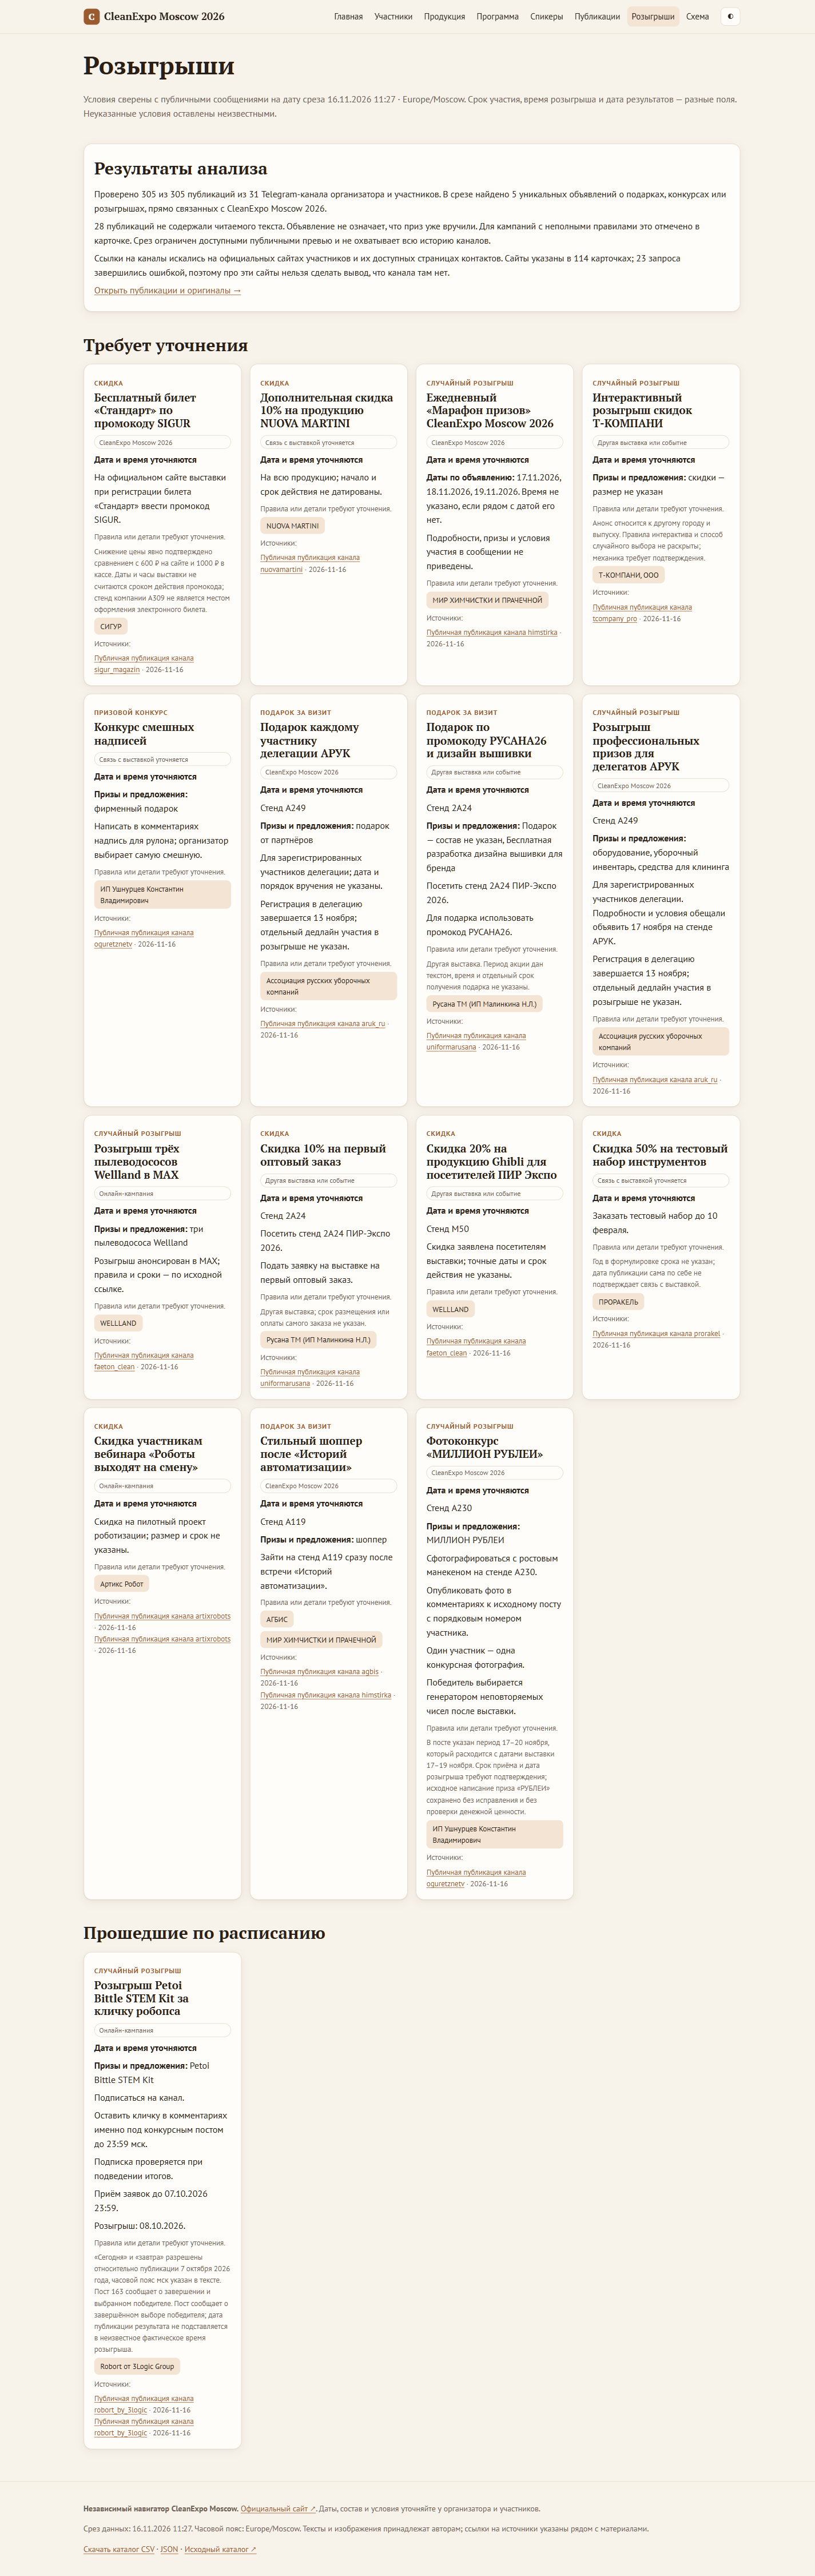 C CleanExpo Moscow 2026
Главная Участники Продукция Программа Спикеры Публикации Розыгрыши Схема
Розыгрыши
Условия сверены с публичными сообщениями на дату среза 16.11.2026 11:27 · Europe/Moscow. Срок участия, время розыгрыша и дата результатов — разные поля.
Неуказанные условия оставлены неизвестными.
Результаты анализа
Проверено 305 из 305 публикаций из 31 Telegram-канала организатора и участников. В срезе найдено 5 уникальных объявлений о подарках, конкурсах или
розыгрышах, прямо связанных с CleanExpo Moscow 2026.
28 публикаций не содержали читаемого текста. Объявление не означает, что приз уже вручили. Для кампаний с неполными правилами это отмечено в
карточке. Срез ограничен доступными публичными превью и не охватывает всю историю каналов.
Ссылки на каналы искались на официальных сайтах участников и их доступных страницах контактов. Сайты указаны в 114 карточках; 23 запроса
завершились ошибкой, поэтому про эти сайты нельзя сделать вывод, что канала там нет.
Открыть публикации и оригиналы →
Требует уточнения
СКИДКА
Бесплатный билет
«Стандарт» по
промокоду SIGUR
CleanExpo Moscow 2026
Дата и время уточняются
На официальном сайте выставки
при регистрации билета
«Стандарт» ввести промокод
SIGUR.
Правила или детали требуют уточнения.
Снижение цены явно подтверждено
сравнением с 600 ₽ на сайте и 1000 ₽ в
кассе. Даты и часы выставки не
считаются сроком действия промокода;
стенд компании A309 не является местом
оформления электронного билета.
СИГУР
Источники:
Публичная публикация канала
sigur_magazin · 2026-11-16
СКИДКА
Дополнительная скидка
10% на продукцию
NUOVA MARTINI
Связь с выставкой уточняется
Дата и время уточняются
На всю продукцию; начало и
срок действия не датированы.
Правила или детали требуют уточнения.
NUOVA MARTINI
Источники:
Публичная публикация канала
nuovamartini · 2026-11-16
СЛУЧАЙНЫЙ РОЗЫГРЫШ
Ежедневный
«Марафон призов»
CleanExpo Moscow 2026
CleanExpo Moscow 2026
Дата и время уточняются
Даты по объявлению: 17.11.2026,
18.11.2026, 19.11.2026. Время не
указано, если рядом с датой его
нет.
Подробности, призы и условия
участия в сообщении не
приведены.
Правила или детали требуют уточнения.
МИР ХИМЧИСТКИ И ПРАЧЕЧНОЙ
Источники:
Публичная публикация канала himstirka ·
2026-11-16
СЛУЧАЙНЫЙ РОЗЫГРЫШ
Интерактивный
розыгрыш скидок
Т-КОМПАНИ
Другая выставка или событие
Дата и время уточняются
Призы и предложения: скидки —
размер не указан
Правила или детали требуют уточнения.
Анонс относится к другому городу и
выпуску. Правила интерактива и способ
случайного выбора не раскрыты;
механика требует подтверждения.
Т-КОМПАНИ, ООО
Источники:
Публичная публикация канала
tcompany_pro · 2026-11-16
ПРИЗОВОЙ КОНКУРС
Конкурс смешных
надписей
Связь с выставкой уточняется
Дата и время уточняются
Призы и предложения:
фирменный подарок
Написать в комментариях
надпись для рулона; организатор
выбирает самую смешную.
Правила или детали требуют уточнения.
ИП Ушнурцев Константин
Владимирович
Источники:
Публичная публикация канала
oguretznetv · 2026-11-16
ПОДАРОК ЗА ВИЗИТ
Подарок каждому
участнику
делегации АРУК
CleanExpo Moscow 2026
Дата и время уточняются
Стенд A249
Призы и предложения: подарок
от партнёров
Для зарегистрированных
участников делегации; дата и
порядок вручения не указаны.
Регистрация в делегацию
завершается 13 ноября;
отдельный дедлайн участия в
розыгрыше не указан.
Правила или детали требуют уточнения.
Ассоциация русских уборочных
компаний
Источники:
Публичная публикация канала aruk_ru ·
2026-11-16
ПОДАРОК ЗА ВИЗИТ
Подарок по
промокоду РУСАНА26
и дизайн вышивки
Другая выставка или событие
Дата и время уточняются
Стенд 2A24
Призы и предложения: Подарок
— состав не указан, Бесплатная
разработка дизайна вышивки для
бренда
Посетить стенд 2A24 ПИР-Экспо
2026.
Для подарка использовать
промокод РУСАНА26.
Правила или детали требуют уточнения.
Другая выставка. Период акции дан
текстом, время и отдельный срок
получения подарка не указаны.
Русана ТМ (ИП Малинкина Н.Л.)
Источники:
Публичная публикация канала
uniformarusana · 2026-11-16
СЛУЧАЙНЫЙ РОЗЫГРЫШ
Розыгрыш
профессиональных
призов для
делегатов АРУК
CleanExpo Moscow 2026
Дата и время уточняются
Стенд A249
Призы и предложения:
оборудование, уборочный
инвентарь, средства для клининга
Для зарегистрированных
участников делегации.
Подробности и условия обещали
объявить 17 ноября на стенде
АРУК.
Регистрация в делегацию
завершается 13 ноября;
отдельный дедлайн участия в
розыгрыше не указан.
Правила или детали требуют уточнения.
Ассоциация русских уборочных
компаний
Источники:
Публичная публикация канала aruk_ru ·
2026-11-16
СЛУЧАЙНЫЙ РОЗЫГРЫШ
Розыгрыш трёх
пылеводососов
Wellland в MAX
Онлайн-кампания
Дата и время уточняются
Призы и предложения: три
пылеводососа Wellland
Розыгрыш анонсирован в MAX;
правила и сроки — по исходной
ссылке.
Правила или детали требуют уточнения.
WELLLAND
Источники:
Публичная публикация канала
faeton_clean · 2026-11-16
СКИДКА
Скидка 10% на первый
оптовый заказ
Другая выставка или событие
Дата и время уточняются
Стенд 2A24
Посетить стенд 2A24 ПИР-Экспо
2026.
Подать заявку на выставке на
первый оптовый заказ.
Правила или детали требуют уточнения.
Другая выставка; срок размещения или
оплаты самого заказа не указан.
Русана ТМ (ИП Малинкина Н.Л.)
Источники:
Публичная публикация канала
uniformarusana · 2026-11-16
СКИДКА
Скидка 20% на
продукцию Ghibli для
посетителей ПИР Экспо
Другая выставка или событие
Дата и время уточняются
Стенд M50
Скидка заявлена посетителям
выставки; точные даты и срок
действия не указаны.
Правила или детали требуют уточнения.
WELLLAND
Источники:
Публичная публикация канала
faeton_clean · 2026-11-16
СКИДКА
Скидка 50% на тестовый
набор инструментов
Связь с выставкой уточняется
Дата и время уточняются
Заказать тестовый набор до 10
февраля.
Правила или детали требуют уточнения.
Год в формулировке срока не указан;
дата публикации сама по себе не
подтверждает связь с выставкой.
ПРОРАКЕЛЬ
Источники:
Публичная публикация канала prorakel ·
2026-11-16
СКИДКА
Скидка участникам
вебинара «Роботы
выходят на смену»
Онлайн-кампания
Дата и время уточняются
Скидка на пилотный проект
роботизации; размер и срок не
указаны.
Правила или детали требуют уточнения.
Артикс Робот
Источники:
Публичная публикация канала artixrobots
· 2026-11-16
Публичная публикация канала artixrobots
· 2026-11-16
ПОДАРОК ЗА ВИЗИТ
Стильный шоппер
после «Историй
автоматизации»
CleanExpo Moscow 2026
Дата и время уточняются
Стенд A119
Призы и предложения: шоппер
Зайти на стенд A119 сразу после
встречи «Историй
автоматизации».
Правила или детали требуют уточнения.
АГБИС
МИР ХИМЧИСТКИ И ПРАЧЕЧНОЙ
Источники:
Публичная публикация канала agbis ·
2026-11-16
Публичная публикация канала himstirka ·
2026-11-16
СЛУЧАЙНЫЙ РОЗЫГРЫШ
Фотоконкурс
«МИЛЛИОН РУБЛЕИ»
CleanExpo Moscow 2026
Дата и время уточняются
Стенд A230
Призы и предложения:
МИЛЛИОН РУБЛЕИ
Сфотографироваться с ростовым
манекеном на стенде A230.
Опубликовать фото в
комментариях к исходному посту
с порядковым номером
участника.
Один участник — одна
конкурсная фотография.
Победитель выбирается
генератором неповторяемых
чисел после выставки.
Правила или детали требуют уточнения.
В посте указан период 17–20 ноября,
который расходится с датами выставки
17–19 ноября. Срок приёма и дата
розыгрыша требуют подтверждения;
исходное написание приза «РУБЛЕИ»
сохранено без исправления и без
проверки денежной ценности.
ИП Ушнурцев Константин
Владимирович
Источники:
Публичная публикация канала
oguretznetv · 2026-11-16
Прошедшие по расписанию
СЛУЧАЙНЫЙ РОЗЫГРЫШ
Розыгрыш Petoi
Bittle STEM Kit за
кличку робопса
Онлайн-кампания
Дата и время уточняются
Призы и предложения: Petoi
Bittle STEM Kit
Подписаться на канал.
Оставить кличку в комментариях
именно под конкурсным постом
до 23:59 мск.
Подписка проверяется при
подведении итогов.
Приём заявок до 07.10.2026
23:59.
Розыгрыш: 08.10.2026.
Правила или детали требуют уточнения.
«Сегодня» и «завтра» разрешены
относительно публикации 7 октября 2026
года, часовой пояс мск указан в тексте.
Пост 163 сообщает о завершении и
выбранном победителе. Пост сообщает о
завершённом выборе победителя; дата
публикации результата не подставляется
в неизвестное фактическое время
розыгрыша.
Robort от 3Logic Group
Источники:
Публичная публикация канала
robort_by_3logic · 2026-11-16
Публичная публикация канала
robort_by_3logic · 2026-11-16
Независимый навигатор CleanExpo Moscow. Официальный сайт ↗. Даты, состав и условия уточняйте у организатора и участников.
Срез данных: 16.11.2026 11:27. Часовой пояс: Europe/Moscow. Тексты и изображения принадлежат авторам; ссылки на источники указаны рядом с материалами.
Скачать каталог CSV · JSON · Исходный каталог ↗